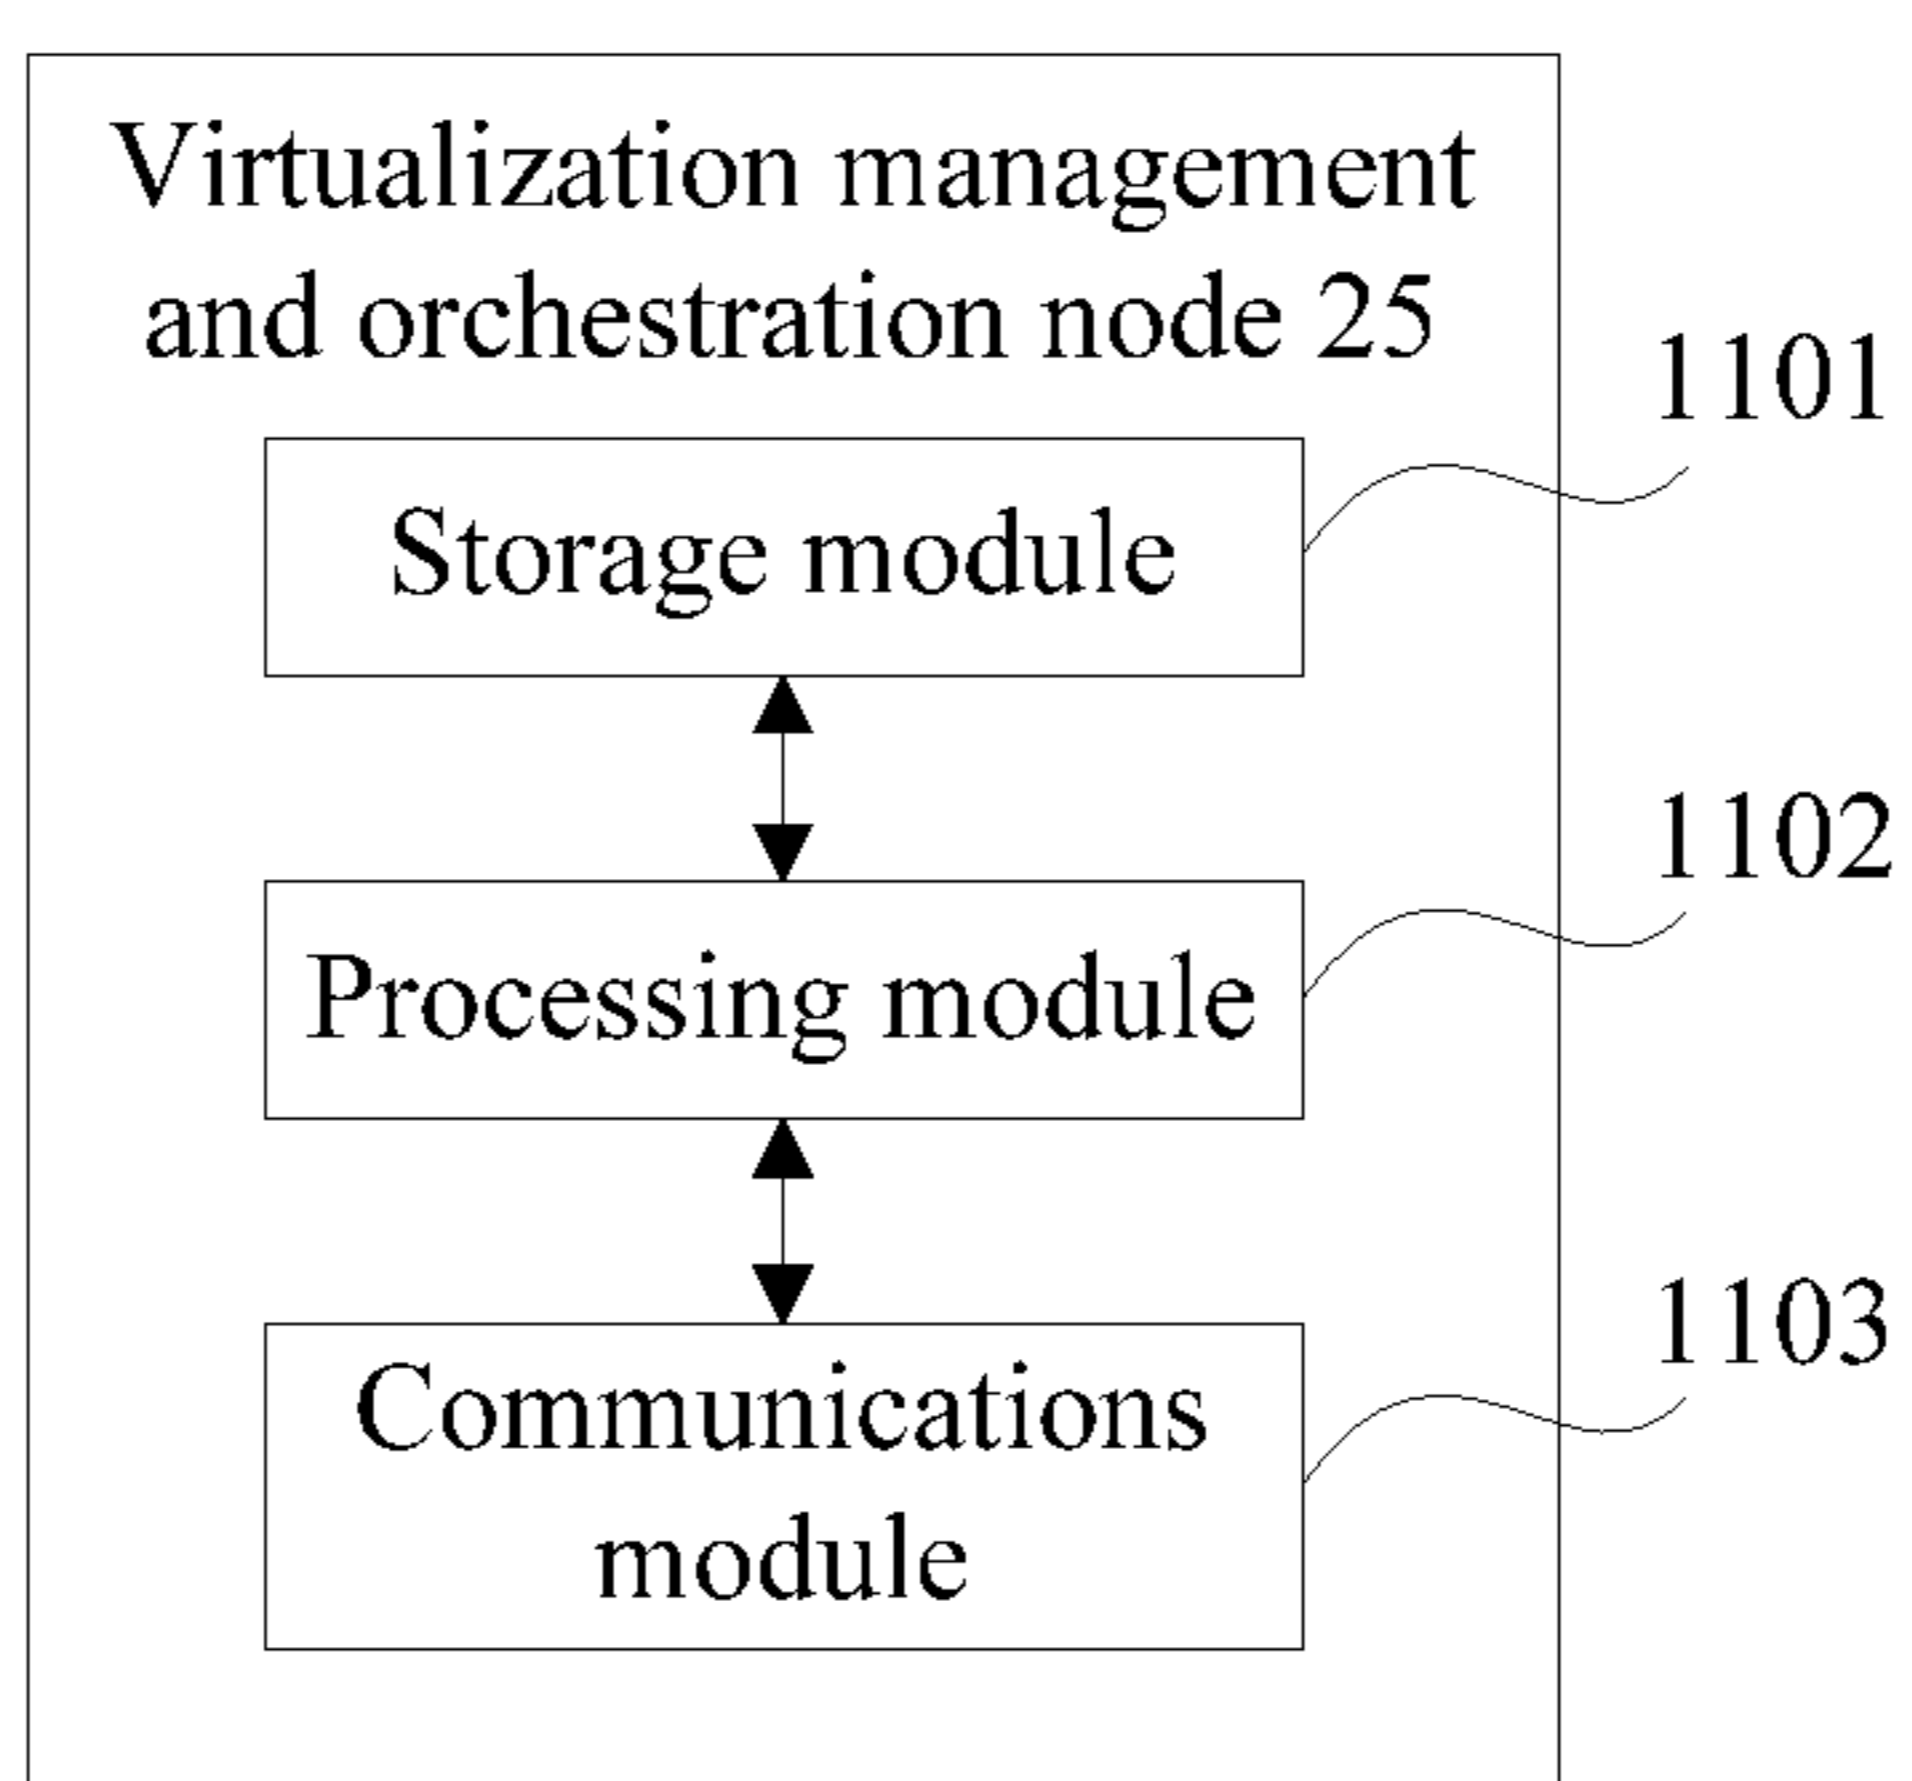 Virtualization management
and orchestration node 25
1101
Storage module
1102
Processing module
1103
Communications
module